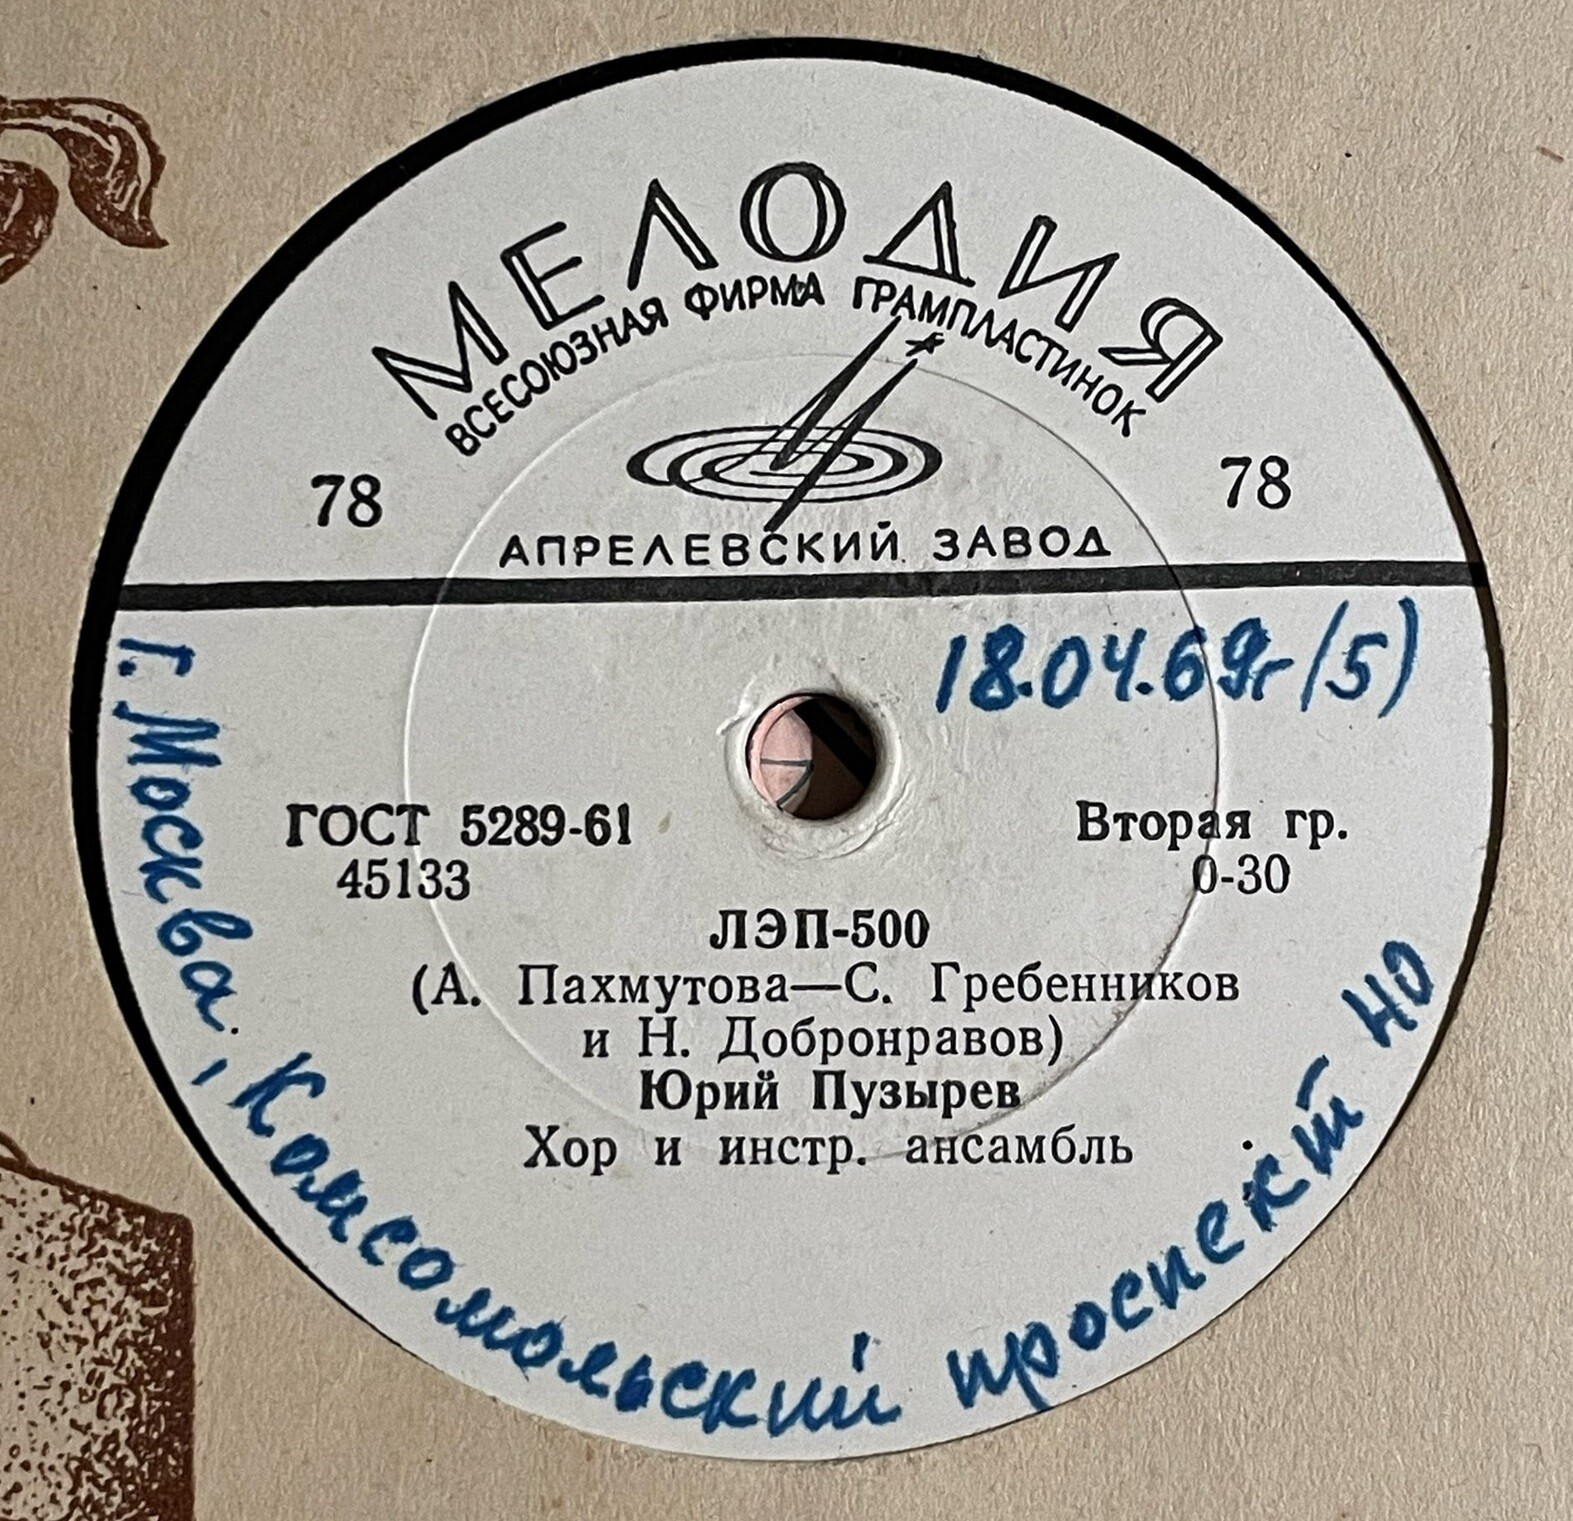 МЕЛОДИЯ
ВСЕСОЮЗНАЯ ФИРМА ГРАМПЛАСТИНОК
78
78
АПРЕЛЕВСКИЙ ЗАВОД
18.04.69г (5)
ГОСТ 5289-61
45133
Вторая гр.
0-30
ЛЭП-500
(А. Пахмутова—С. Гребенников
и Н. Добронравов)
Юрий Пузырев
Хор и инстр. ансамбль
г. Москва, Комсомольский проспект 40